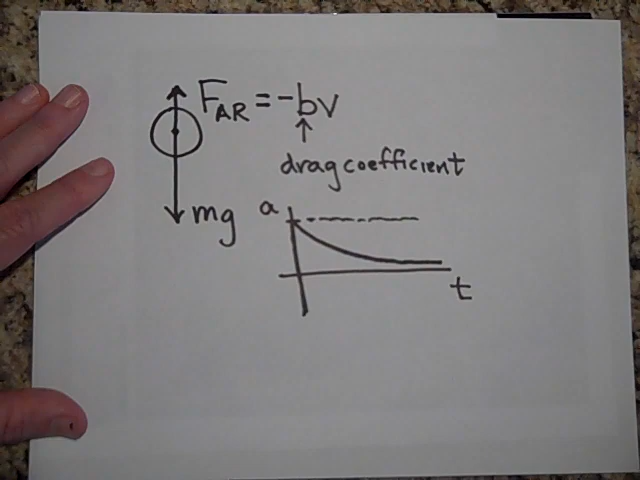 F_AR = -bv
drag coefficient
mg
a
t